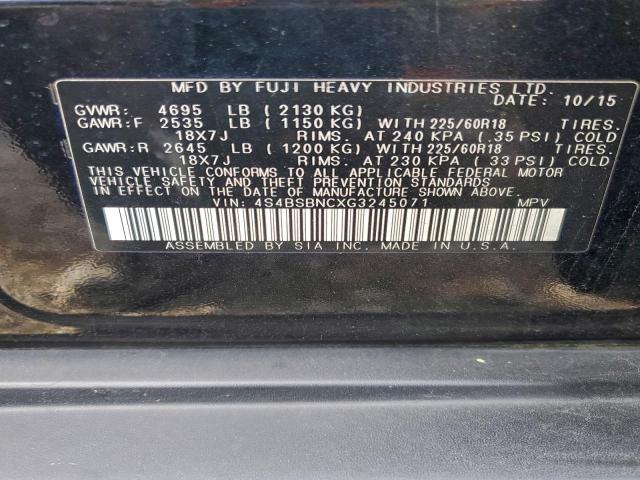 MFD BY FUJI HEAVY INDUSTRIES LTD.
DATE: 10/15
GVWR: 4695 LB ( 2130 KG)
GAWR:F 2535 LB ( 1150 KG) WITH 225/60R18 TIRES.
18X7J RIMS. AT 240 KPA ( 35 PSI) COLD
GAWR:R 2645 LB ( 1200 KG) WITH 225/60R18 TIRES.
18X7J RIMS. AT 230 KPA ( 33 PSI) COLD
THIS VEHICLE CONFORMS TO ALL APPLICABLE FEDERAL MOTOR
VEHICLE SAFETY AND THEFT PREVENTION STANDARDS
IN EFFECT ON THE DATE OF MANUFACTURE SHOWN ABOVE.
VIN: 4S4BSBNCXG3245071 MPV
ASSEMBLED BY SIA INC. MADE IN U.S.A.